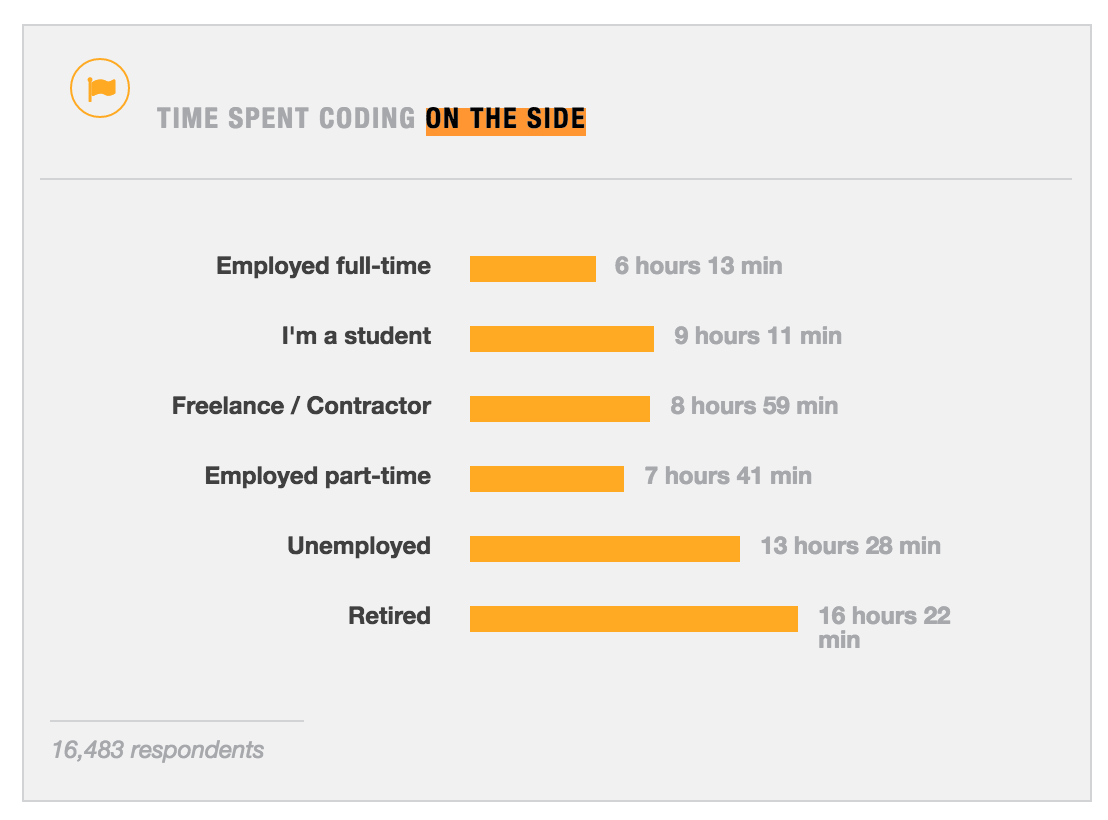 TIME SPENT CODING ON THE SIDE
Employed full-time 6 hours 13 min
I'm a student 9 hours 11 min
Freelance / Contractor 8 hours 59 min
Employed part-time 7 hours 41 min
Unemployed 13 hours 28 min
Retired 16 hours 22
min
16,483 respondents